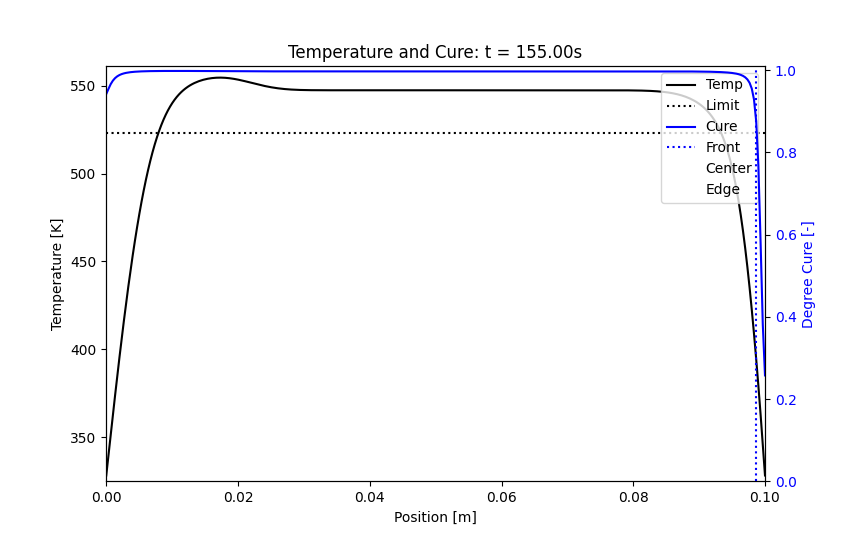 Temperature and Cure: t = 155.00s
Temperature [K]
550
500
450
400
350
Temp
Limit
Cure
Front
Center
Edge
1.0
0.8
0.6
0.4
0.2
0.0
Degree Cure [-]
0.00
0.02
0.04
0.06
0.08
0.10
Position [m]